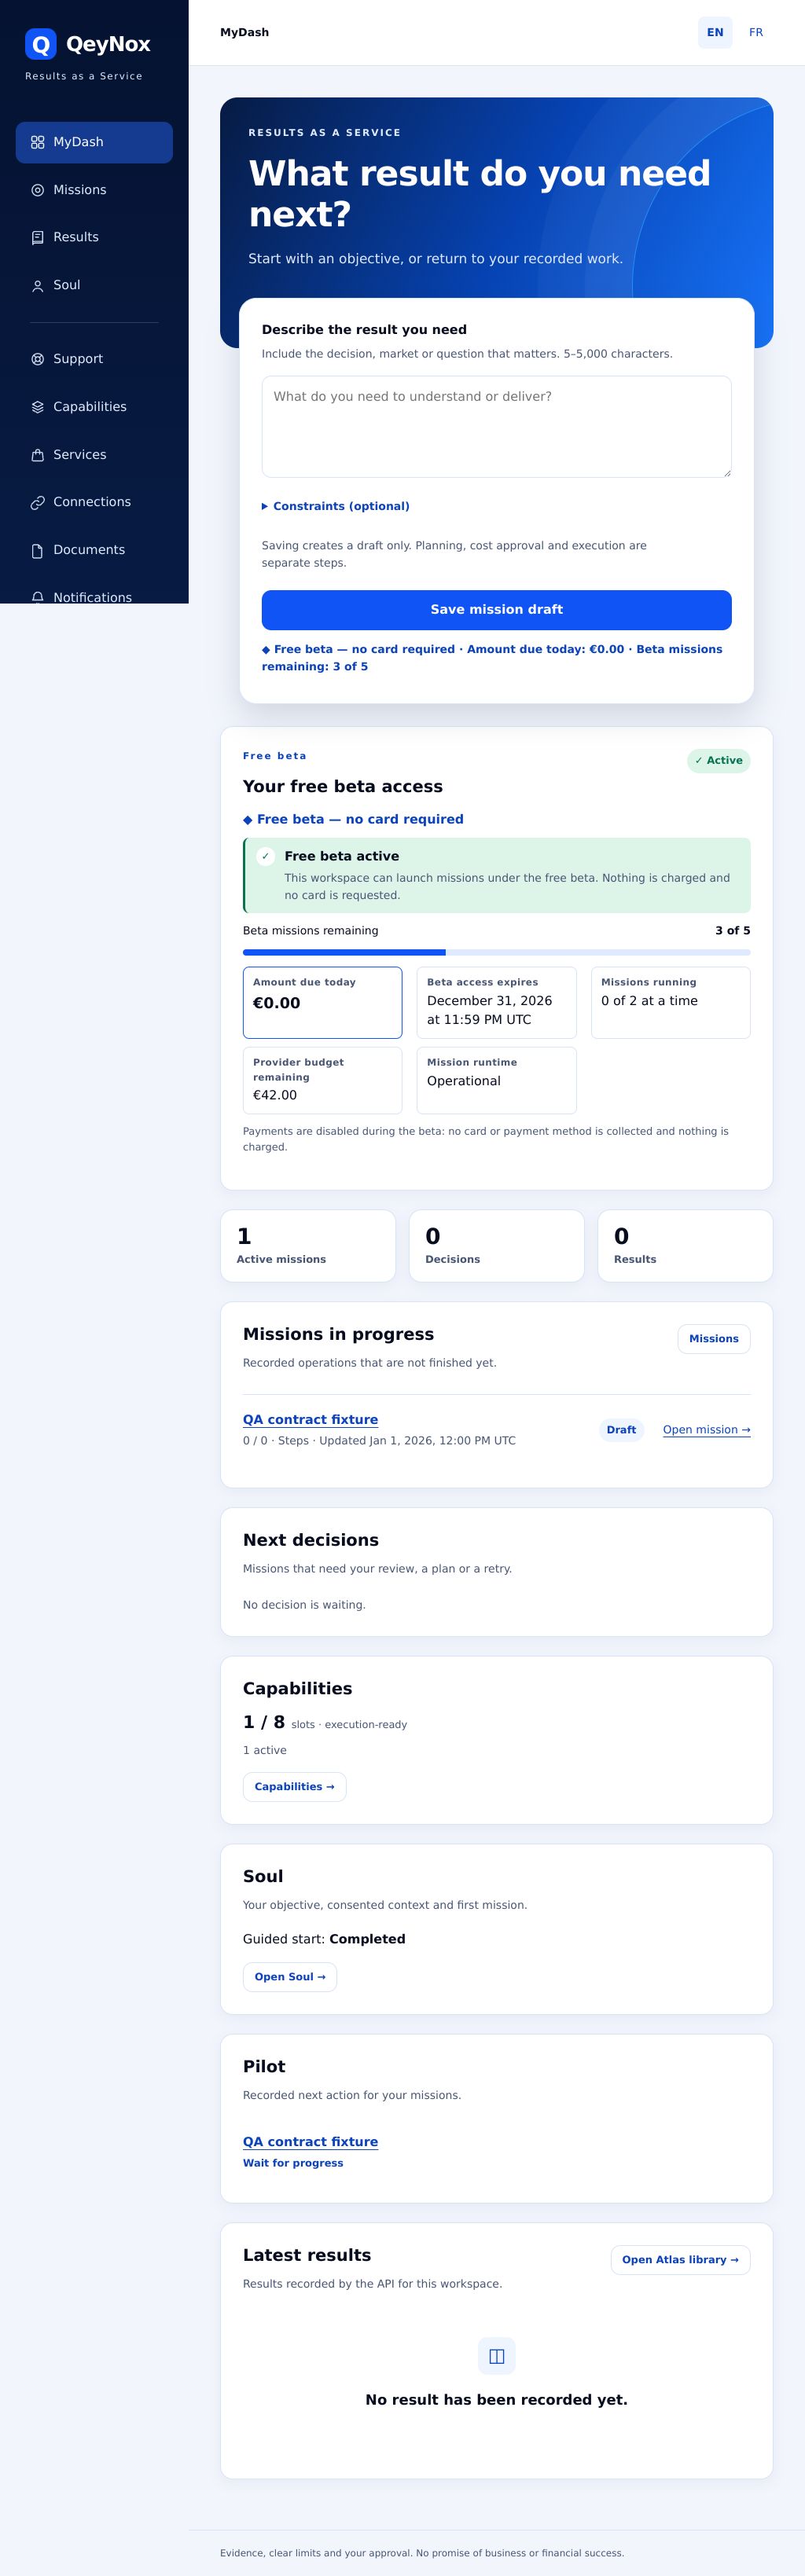 Q QeyNox
Results as a Service
MyDash
Missions
Results
Soul
Support
Capabilities
Services
Connections
Documents
Notifications
MyDash
EN
FR
RESULTS AS A SERVICE
What result do you need
next?
Start with an objective, or return to your recorded work.
Describe the result you need
Include the decision, market or question that matters. 5–5,000 characters.
What do you need to understand or deliver?
▶ Constraints (optional)
Saving creates a draft only. Planning, cost approval and execution are
separate steps.
Save mission draft
◆ Free beta — no card required · Amount due today: €0.00 · Beta missions
remaining: 3 of 5
Free beta
✓ Active
Your free beta access
◆ Free beta — no card required
✓ Free beta active
This workspace can launch missions under the free beta. Nothing is charged and
no card is requested.
Beta missions remaining
3 of 5
Amount due today
€0.00
Beta access expires
December 31, 2026
at 11:59 PM UTC
Missions running
0 of 2 at a time
Provider budget
remaining
€42.00
Mission runtime
Operational
Payments are disabled during the beta: no card or payment method is collected and nothing is
charged.
1
Active missions
0
Decisions
0
Results
Missions in progress
Missions
Recorded operations that are not finished yet.
QA contract fixture
0 / 0 · Steps · Updated Jan 1, 2026, 12:00 PM UTC
Draft
Open mission →
Next decisions
Missions that need your review, a plan or a retry.
No decision is waiting.
Capabilities
1 / 8 slots · execution-ready
1 active
Capabilities →
Soul
Your objective, consented context and first mission.
Guided start: Completed
Open Soul →
Pilot
Recorded next action for your missions.
QA contract fixture
Wait for progress
Latest results
Open Atlas library →
Results recorded by the API for this workspace.
No result has been recorded yet.
Evidence, clear limits and your approval. No promise of business or financial success.